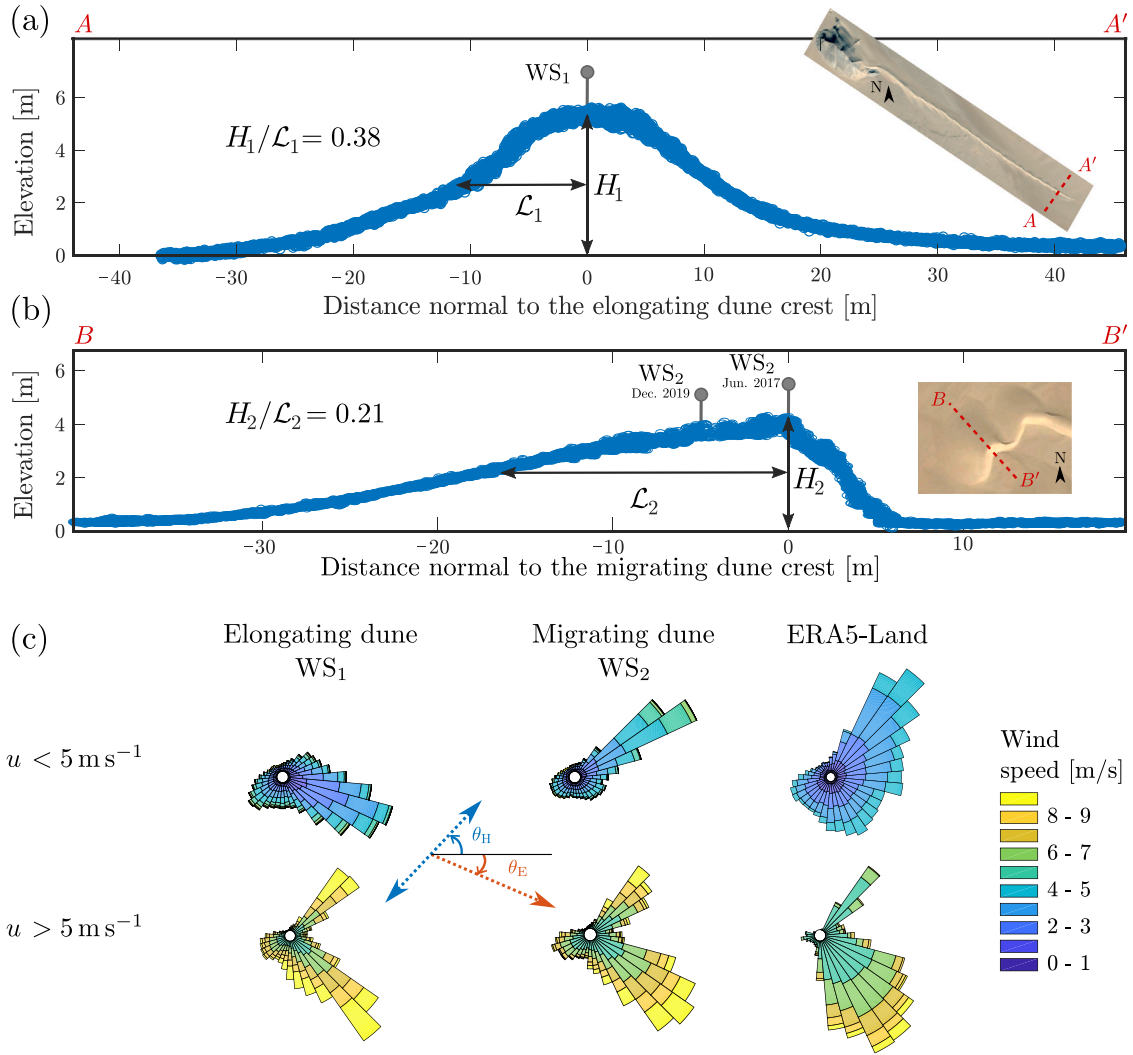 (a)
A
A′
WS₁
N
H₁/ℒ₁ = 0.38
A′
H₁
ℒ₁
A
Elevation [m]
6
4
2
0
−40
−30
−20
−10
0
10
20
30
40
Distance normal to the elongating dune crest [m]
(b)
B
B′
WS₂
Dec. 2019
WS₂
Jun. 2017
H₂/ℒ₂ = 0.21
B
N
B′
H₂
ℒ₂
Elevation [m]
6
4
2
0
−30
−20
−10
0
10
Distance normal to the migrating dune crest [m]
(c)
Elongating dune
WS₁
Migrating dune
WS₂
ERA5-Land
u < 5 m s⁻¹
θ_H
θ_E
u > 5 m s⁻¹
Wind
speed [m/s]
8 - 9
6 - 7
4 - 5
2 - 3
0 - 1